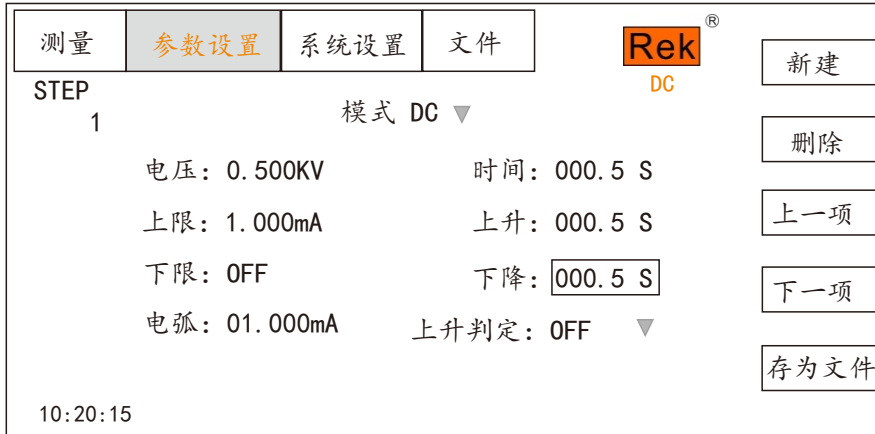 测量 参数设置 系统设置 文件 Rek ®
DC
新建
STEP
1
模式 DC
删除
电压: 0.500KV 时间: 000.5 S
上限: 1.000mA 上升: 000.5 S
上一项
下限: OFF 下降: 000.5 S
下一项
电弧: 01.000mA 上升判定: OFF
存为文件
10:20:15